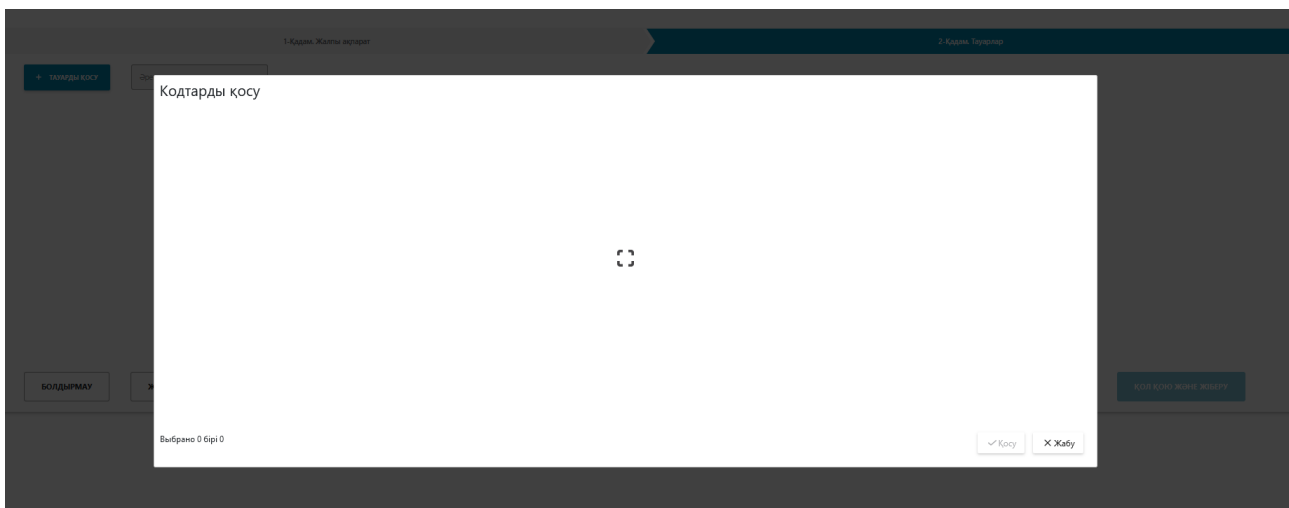 1-Қадам. Жалпы ақпарат
2-Қадам. Тауарлар
+ ТАУАРДЫ ҚОСУ
Кодтарды қосу
БОЛДЫРМАУ
ҚОЛ ҚОЮ ЖӘНЕ ЖІБЕРУ
Выбрано 0 бірі 0
Қосу
Жабу